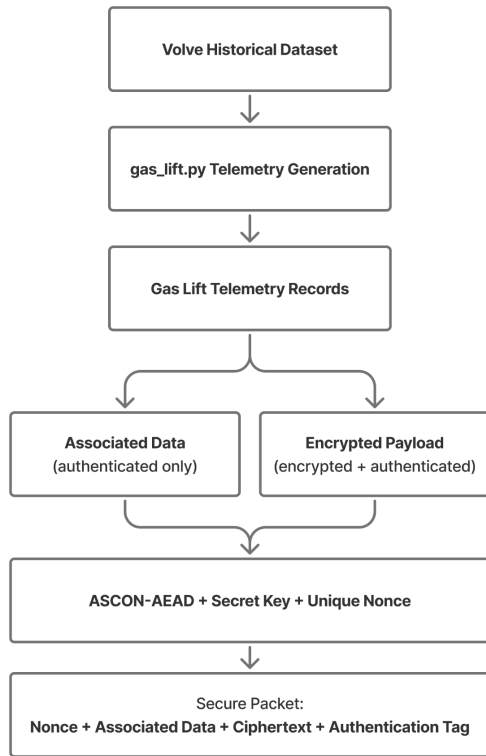 Volve Historical Dataset
gas_lift.py Telemetry Generation
Gas Lift Telemetry Records
Associated Data
(authenticated only)
Encrypted Payload
(encrypted + authenticated)
ASCON-AEAD + Secret Key + Unique Nonce
Secure Packet:
Nonce + Associated Data + Ciphertext + Authentication Tag